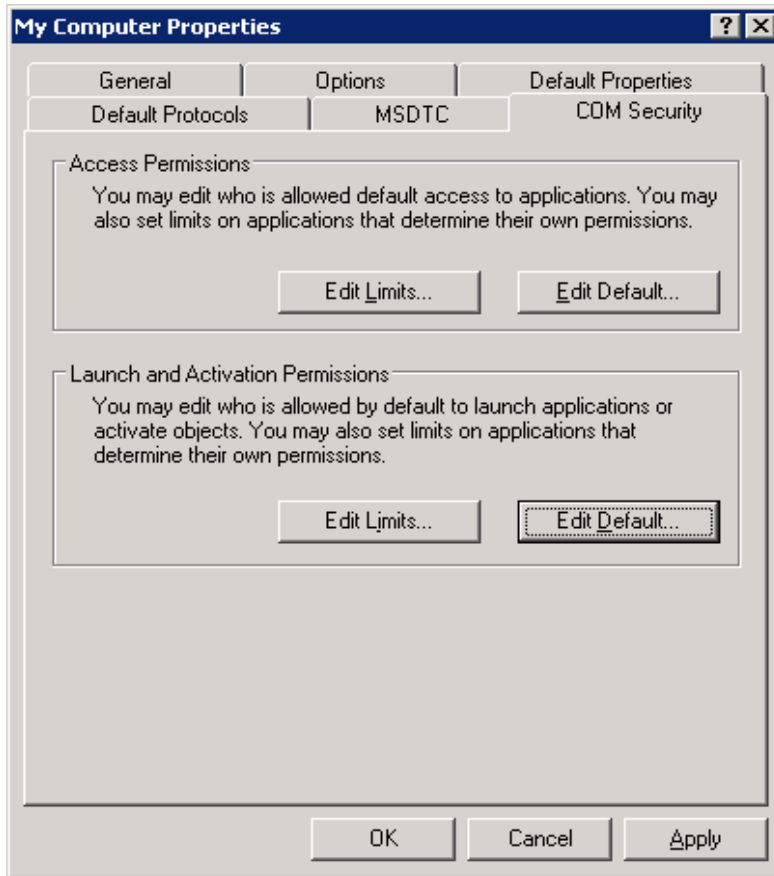 My Computer Properties
General Options Default Properties
Default Protocols MSDTC COM Security
Access Permissions
You may edit who is allowed default access to applications. You may
also set limits on applications that determine their own permissions.
Edit Limits... Edit Default...
Launch and Activation Permissions
You may edit who is allowed by default to launch applications or
activate objects. You may also set limits on applications that
determine their own permissions.
Edit Limits... Edit Default...
OK Cancel Apply